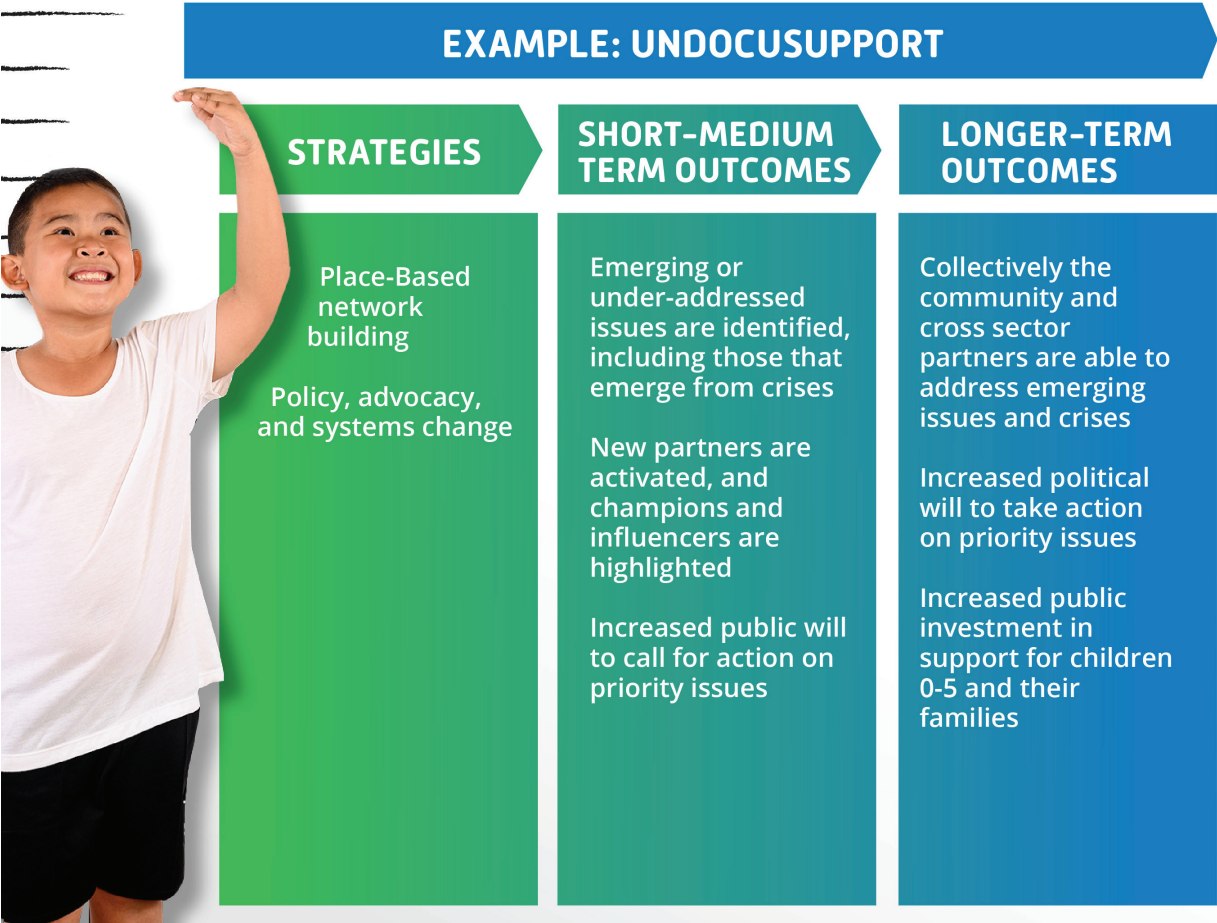 EXAMPLE: UNDOCUSUPPORT
STRATEGIES
Place-Based
network
building
Policy, advocacy,
and systems change
SHORT-MEDIUM
TERM OUTCOMES
Emerging or
under-addressed
issues are identified,
including those that
emerge from crises
New partners are
activated, and
champions and
influencers are
highlighted
Increased public will
to call for action on
priority issues
LONGER-TERM
OUTCOMES
Collectively the
community and
cross sector
partners are able to
address emerging
issues and crises
Increased political
will to take action
on priority issues
Increased public
investment in
support for children
0-5 and their
families